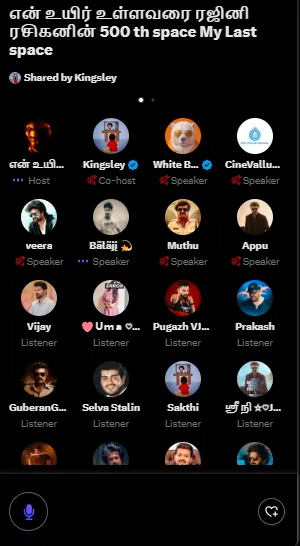 என் உயிர் உள்ளவரை ரஜினி
ரசிகனின் 500 th space My Last
space
Shared by Kingsley
என் உயி... Kingsley White B... CineVallu...
Host Co-host Speaker Speaker
veera Bãlãjį Muthu Appu
Speaker Speaker Speaker Speaker
Vijay U m a ♡... Pugazh VJ... Prakash
Listener Listener Listener Listener
GuberanG... Selva Stalin Sakthi ஸ்ரீ நி ☆♡J...
Listener Listener Listener Listener